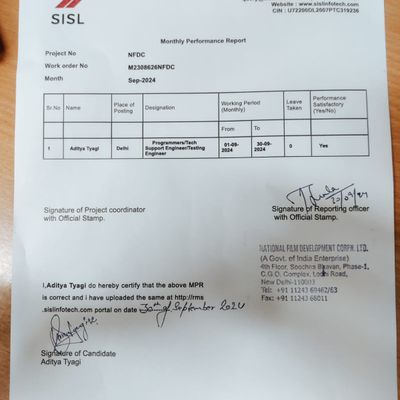 SISL
Website : www.sislinfotech.com
CIN : U72200DL2007PTC319236
Monthly Performance Report
Project No NFDC
Work order No M2308626NFDC
Month Sep-2024
Sr.No Name Place of Posting Designation Working Period (Monthly) Leave Taken Performance Satisfactory (Yes/No)
From To
1 Aditya Tyagi Delhi Programmers/Tech Support Engineer/Testing Engineer 01-09-2024 30-09-2024 0 Yes
Signature of Project coordinator
with Official Stamp.
Signature of Reporting officer
with Official Stamp.
NATIONAL FILM DEVELOPMENT CORPN. LTD.
(A Govt. of India Enterprise)
4th Floor, Soochna Bhavan, Phase-1,
C.G.O. Complex, Lodhi Road,
New Delhi-110003
Tel: +91 11243
Fax: +91 11243 66011
I,Aditya Tyagi do hereby certify that the above MPR
is correct and i have uploaded the same at http://rms
.sislinfotech.com portal on date 30th of September 2024
Signature of Candidate
Aditya Tyagi